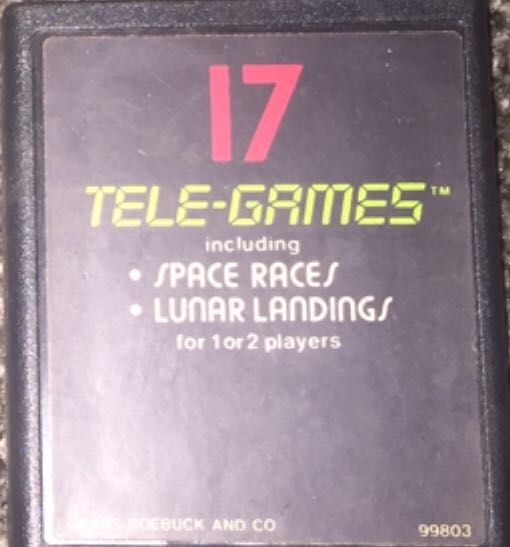 17
TELE-GAMES™
including
• SPACE RACES
• LUNAR LANDINGS
for 1 or 2 players
SEARS ROEBUCK AND CO
99803